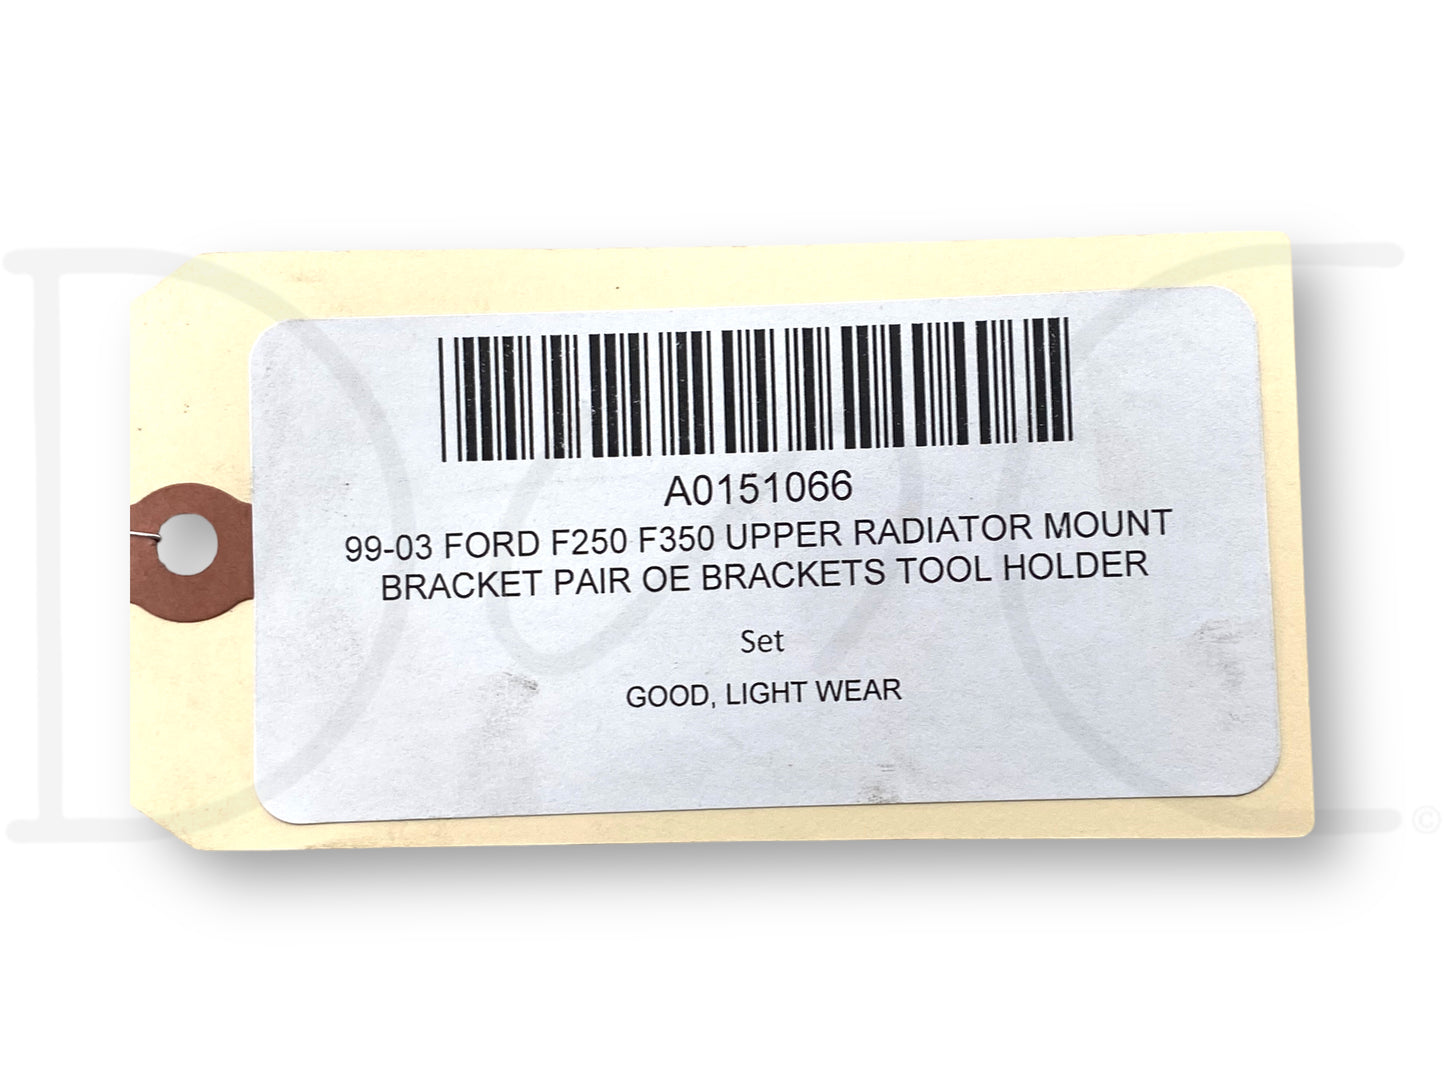 A0151066
99-03 FORD F250 F350 UPPER RADIATOR MOUNT
BRACKET PAIR OE BRACKETS TOOL HOLDER
Set
GOOD, LIGHT WEAR
©